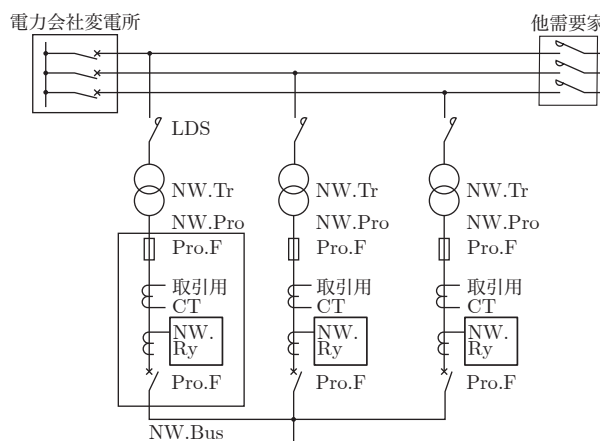 電力会社変電所
他需要家
LDS
NW.Tr
NW.Tr
NW.Tr
NW.Pro
NW.Pro
NW.Pro
Pro.F
Pro.F
Pro.F
取引用
CT
取引用
CT
取引用
CT
NW.
Ry
NW.
Ry
NW.
Ry
Pro.F
Pro.F
Pro.F
NW.Bus